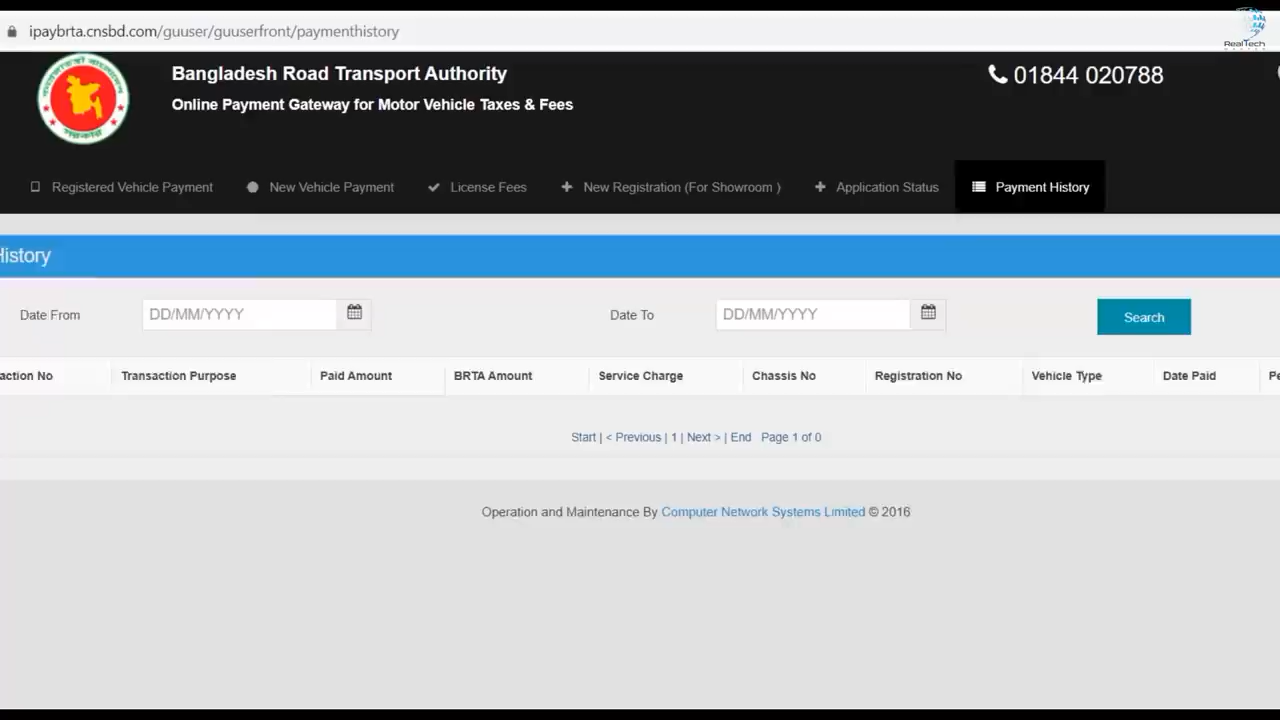 ipaybrta.cnsbd.com/guuser/guuserfront/paymenthistory
RealTech
Bangladesh Road Transport Authority
01844 020788
Online Payment Gateway for Motor Vehicle Taxes & Fees
Registered Vehicle Payment New Vehicle Payment License Fees New Registration (For Showroom ) Application Status Payment History
History
Date From DD/MM/YYYY Date To DD/MM/YYYY Search
action No Transaction Purpose Paid Amount BRTA Amount Service Charge Chassis No Registration No Vehicle Type Date Paid Pe
Start | < Previous | 1 | Next > | End Page 1 of 0
Operation and Maintenance By Computer Network Systems Limited © 2016